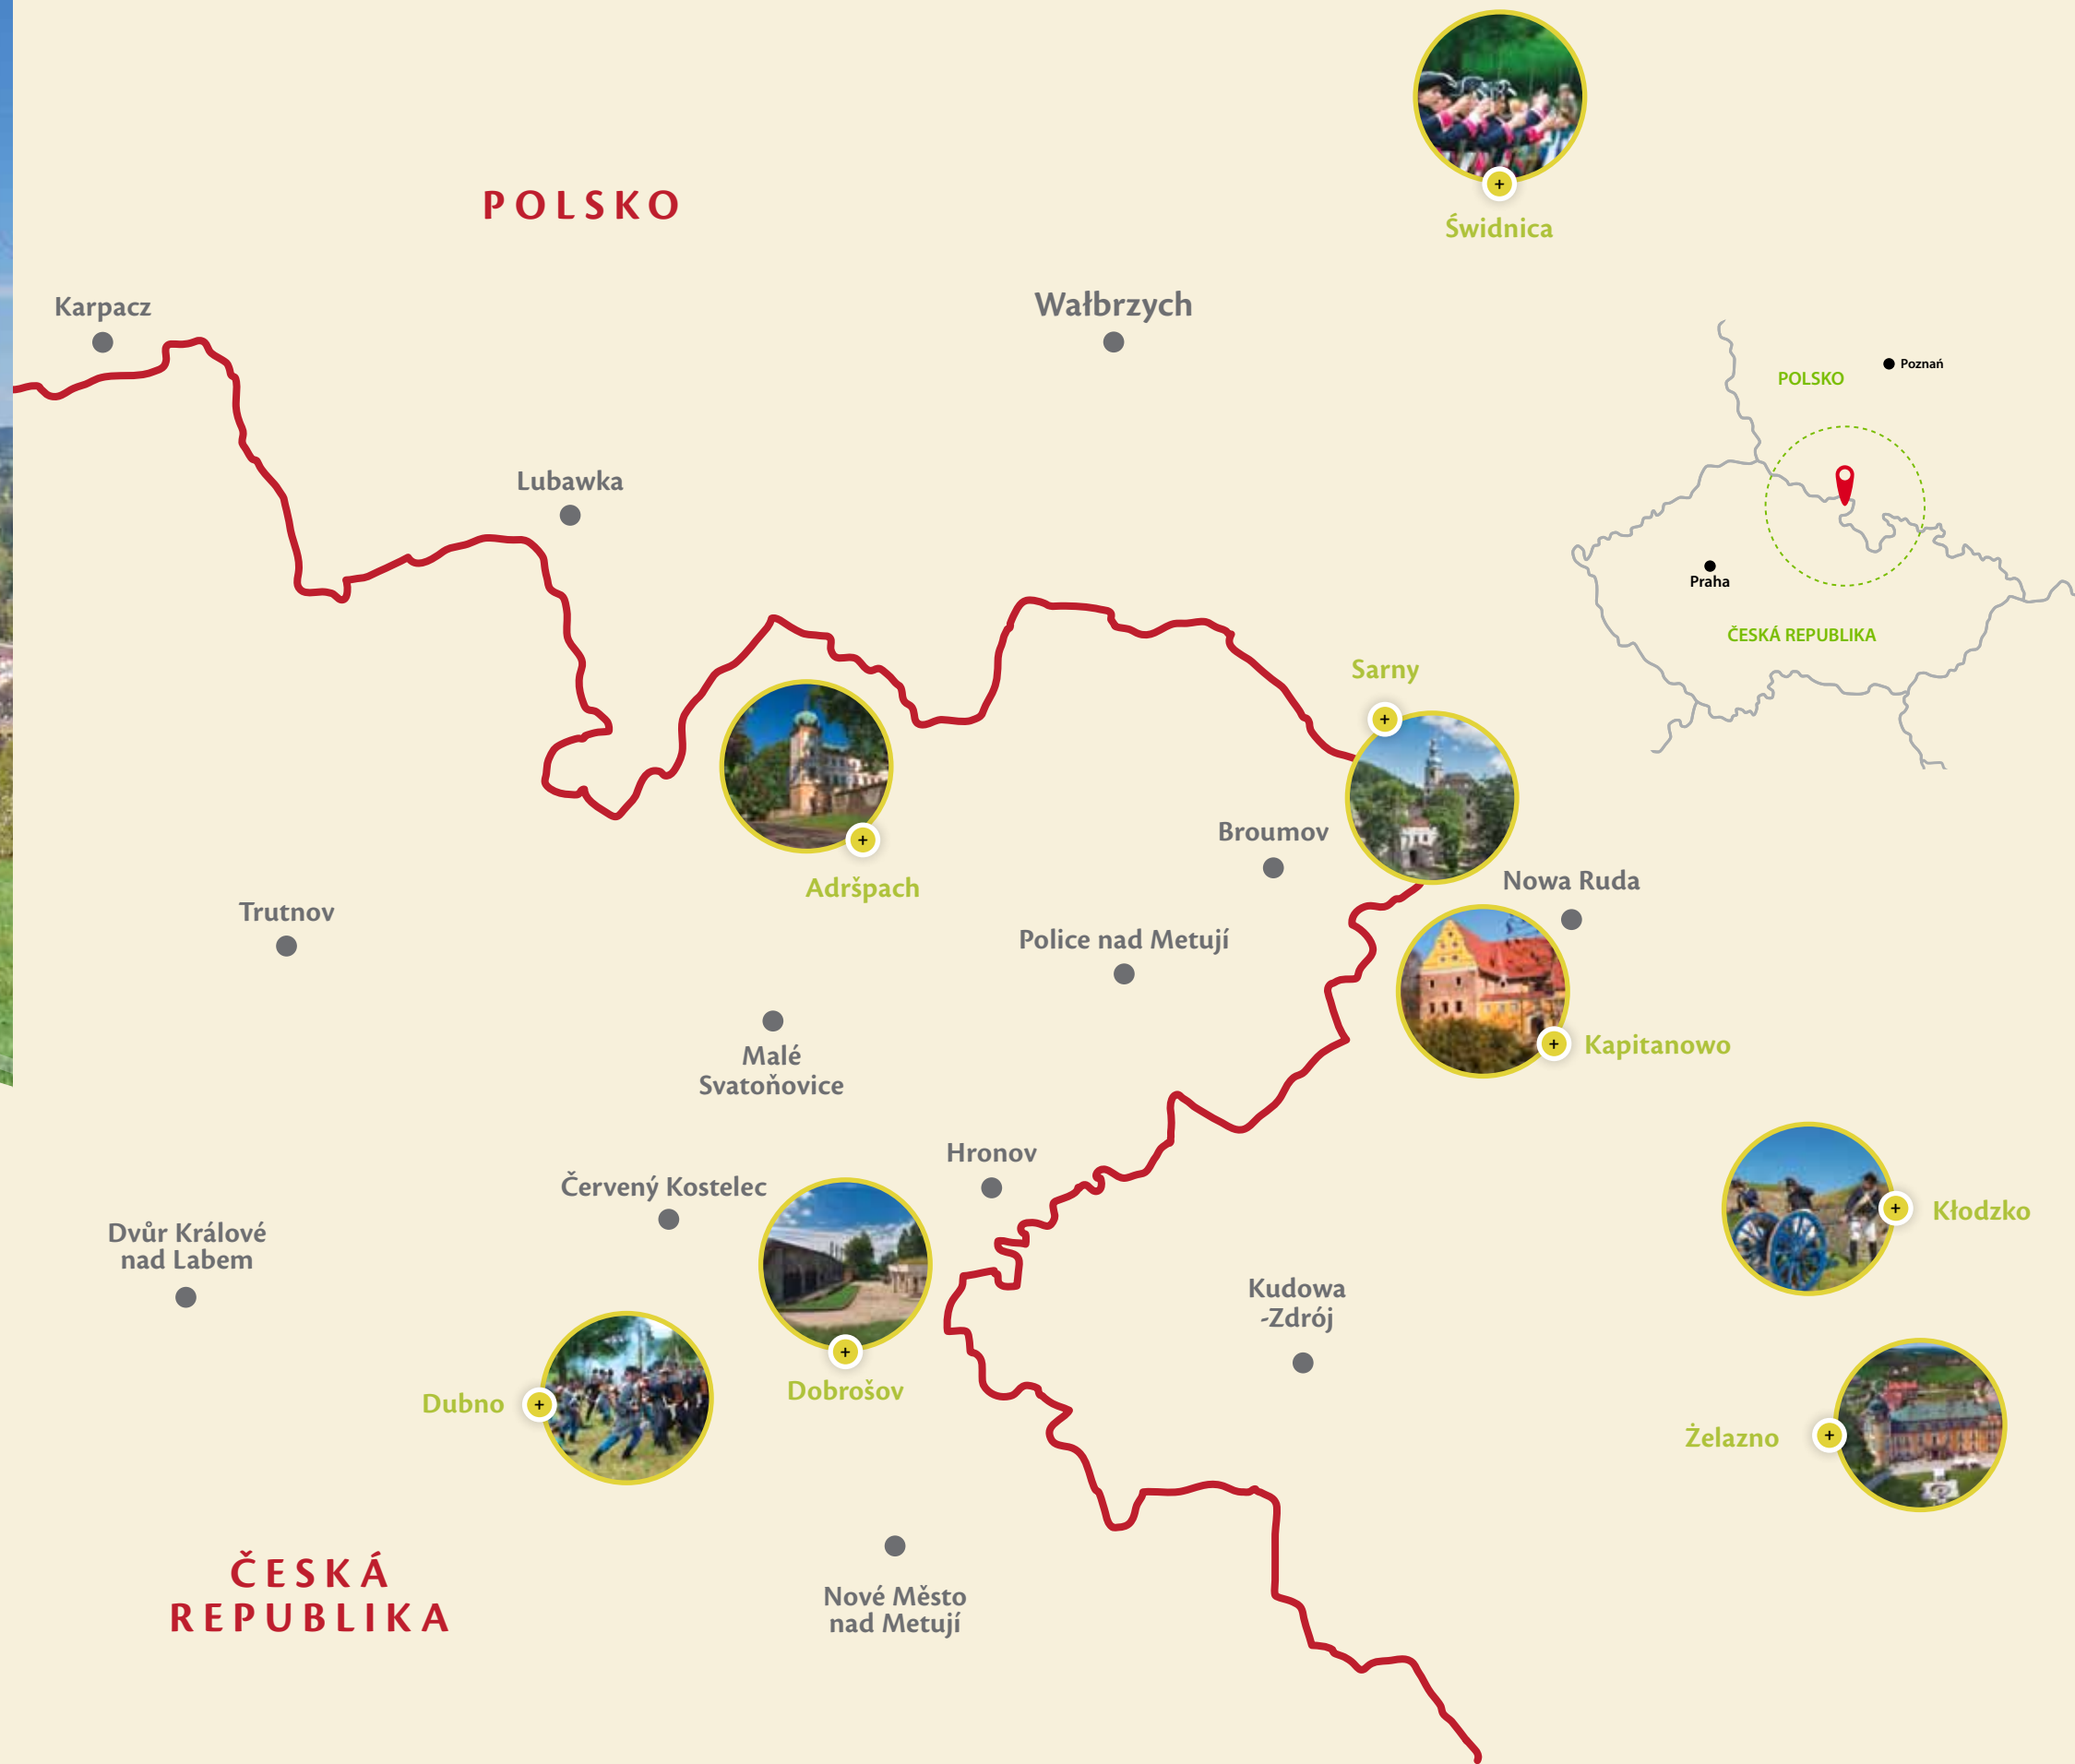 Świdnica
POLSKO
Karpacz
Wałbrzych
POLSKO
Poznań
Lubawka
Praha
ČESKÁ REPUBLIKA
Sarny
Broumov
Adršpach
Nowa Ruda
Trutnov
Police nad Metují
Kapitanowo
Malé
Svatoňovice
Hronov
Červený Kostelec
Kłodzko
Dvůr Králové
nad Labem
Kudowa
-Zdrój
Dobrošov
Dubno
Żelazno
ČESKÁ
REPUBLIKA
Nové Město
nad Metují